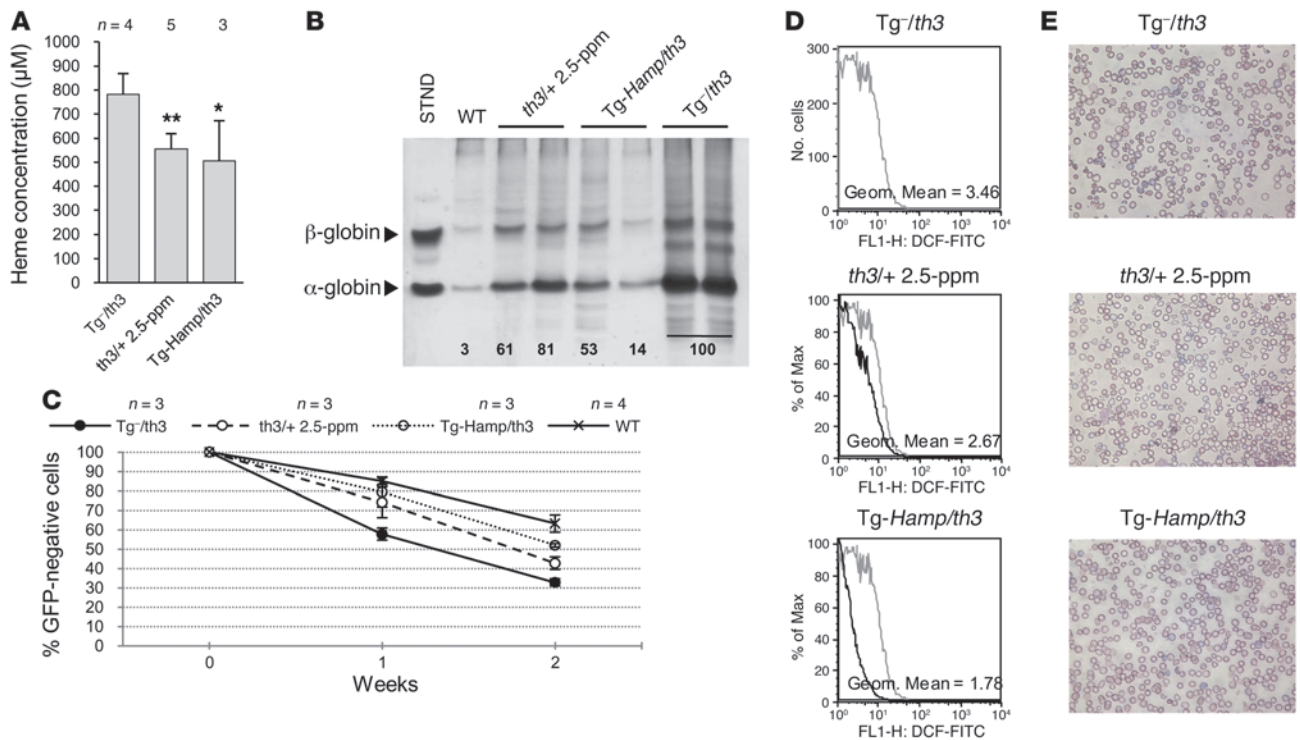 A
n = 4 5 3
Heme concentration (μM)
1000
900
800
700
600
500
400
300
200
100
0
** *
Tg⁻/th3
th3/+ 2.5-ppm
Tg-Hamp/th3
B
STND
WT
th3/+ 2.5-ppm
Tg-Hamp/th3
Tg⁻/th3
β-globin
α-globin
3 61 81 53 14 100
C
n = 3 n = 3 n = 3 n = 4
Tg⁻/th3 th3/+ 2.5-ppm Tg-Hamp/th3 WT
% GFP-negative cells
100
90
80
70
60
50
40
30
20
10
0
0 1 2
Weeks
D
Tg⁻/th3
No. cells
300
200
100
0
Geom. Mean = 3.46
10⁰ 10¹ 10² 10³ 10⁴
FL1-H: DCF-FITC
th3/+ 2.5-ppm
% of Max
100
80
60
40
20
0
Geom. Mean = 2.67
10⁰ 10¹ 10² 10³ 10⁴
FL1-H: DCF-FITC
Tg-Hamp/th3
% of Max
100
80
60
40
20
0
Geom. Mean = 1.78
10⁰ 10¹ 10² 10³ 10⁴
FL1-H: DCF-FITC
E
Tg⁻/th3
th3/+ 2.5-ppm
Tg-Hamp/th3